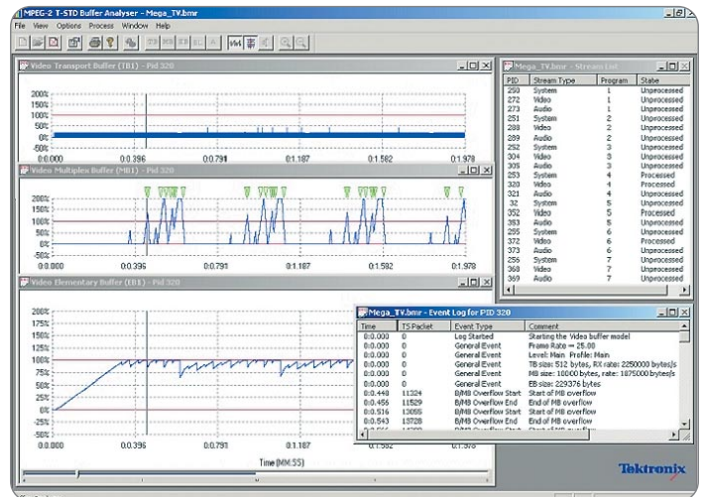 MPEG-2 T-STD Buffer Analyser - Mega_TV.bmr
File View Options Process Window Help
Video Transport Buffer (TB1) - Pid 320
200%
150%
100%
50%
0%
-50%
0:0.000 0:0.396 0:0.791 0:1.187 0:1.582 0:1.978
Video Multiplex Buffer (MB1) - Pid 320
200%
150%
100%
50%
0%
0:0.000 0:0.396 0:0.791 0:1.187 0:1.582 0:1.978
Video Elementary Buffer (EB1) - Pid 320
200%
175%
150%
125%
100%
75%
50%
25%
0%
-25%
-50%
0:0.000 0:0.396 0:0.791 0:1.187 0:1.582 0:1.978
Time (MM:SS)
Mega_TV.bmr - Stream List
PID Stream Type Program State
250 System 1 Unprocessed
272 Video 1 Unprocessed
273 Audio 1 Unprocessed
251 System 2 Unprocessed
288 Video 2 Unprocessed
289 Audio 2 Unprocessed
252 System 3 Unprocessed
304 Video 3 Unprocessed
305 Audio 3 Unprocessed
253 System 4 Processed
320 Video 4 Processed
321 Audio 4 Unprocessed
32 System 5 Unprocessed
352 Video 5 Processed
353 Audio 5 Unprocessed
255 System 6 Unprocessed
372 Video 6 Processed
373 Audio 6 Unprocessed
256 System 7 Unprocessed
368 Video 7 Unprocessed
369 Audio 7 Unprocessed
Mega_TV.bmr - Event Log for PID 320
Time TS Packet Event Type Comment
0:0.000 0 Log Started Starting the Video buffer model
0:0.000 0 General Event Frame Rate = 25.00
0:0.000 0 General Event Level: Main Profile: Main
0:0.000 0 General Event TB size: 512 bytes, RX rate: 2250000 bytes/s
0:0.000 0 General Event MB size: 10000 bytes, rate: 1875000 bytes/s
0:0.000 0 General Event EB size: 229376 bytes
0:0.448 11324 B/MB Overflow Start Start of MB overflow
0:0.456 11529 B/MB Overflow End End of MB overflow
0:0.516 13055 B/MB Overflow Start Start of MB overflow
0:0.543 13728 B/MB Overflow End End of MB overflow
Tektronix